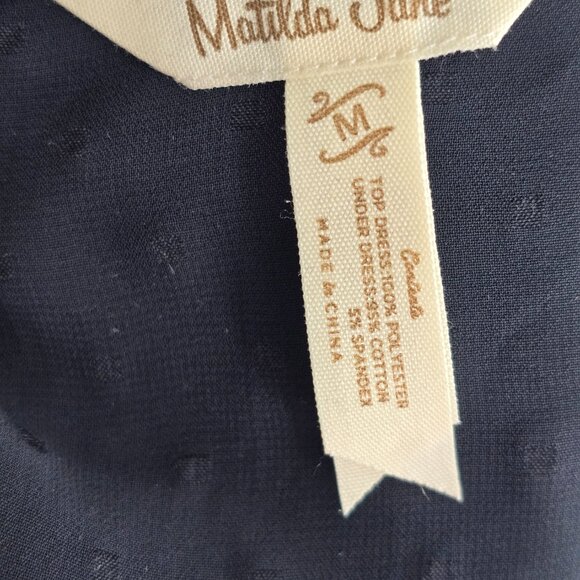 Matilda Jane
M
Contents
TOP DRESS:100% POLYESTER
UNDER DRESS:95% COTTON
5% SPANDEX
MADE in CHINA